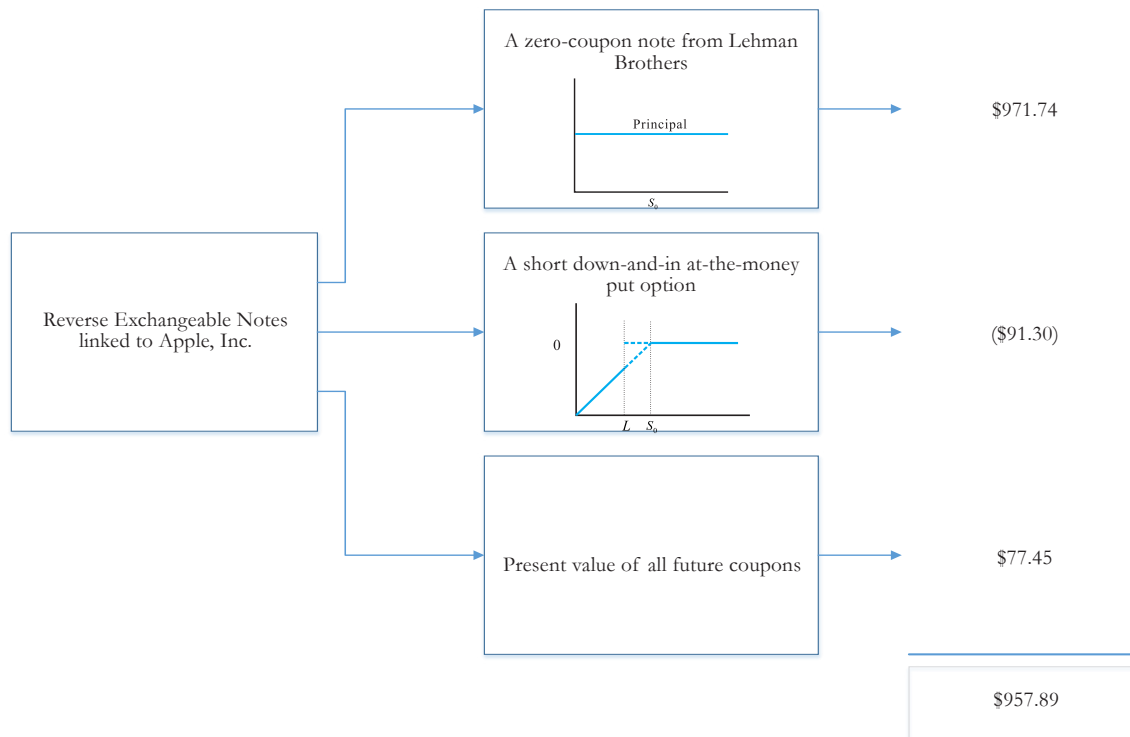 A zero-coupon note from Lehman
Brothers
Principal
S₀
$971.74
Reverse Exchangeable Notes
linked to Apple, Inc.
A short down-and-in at-the-money
put option
0
L S₀
($91.30)
Present value of all future coupons
$77.45
$957.89